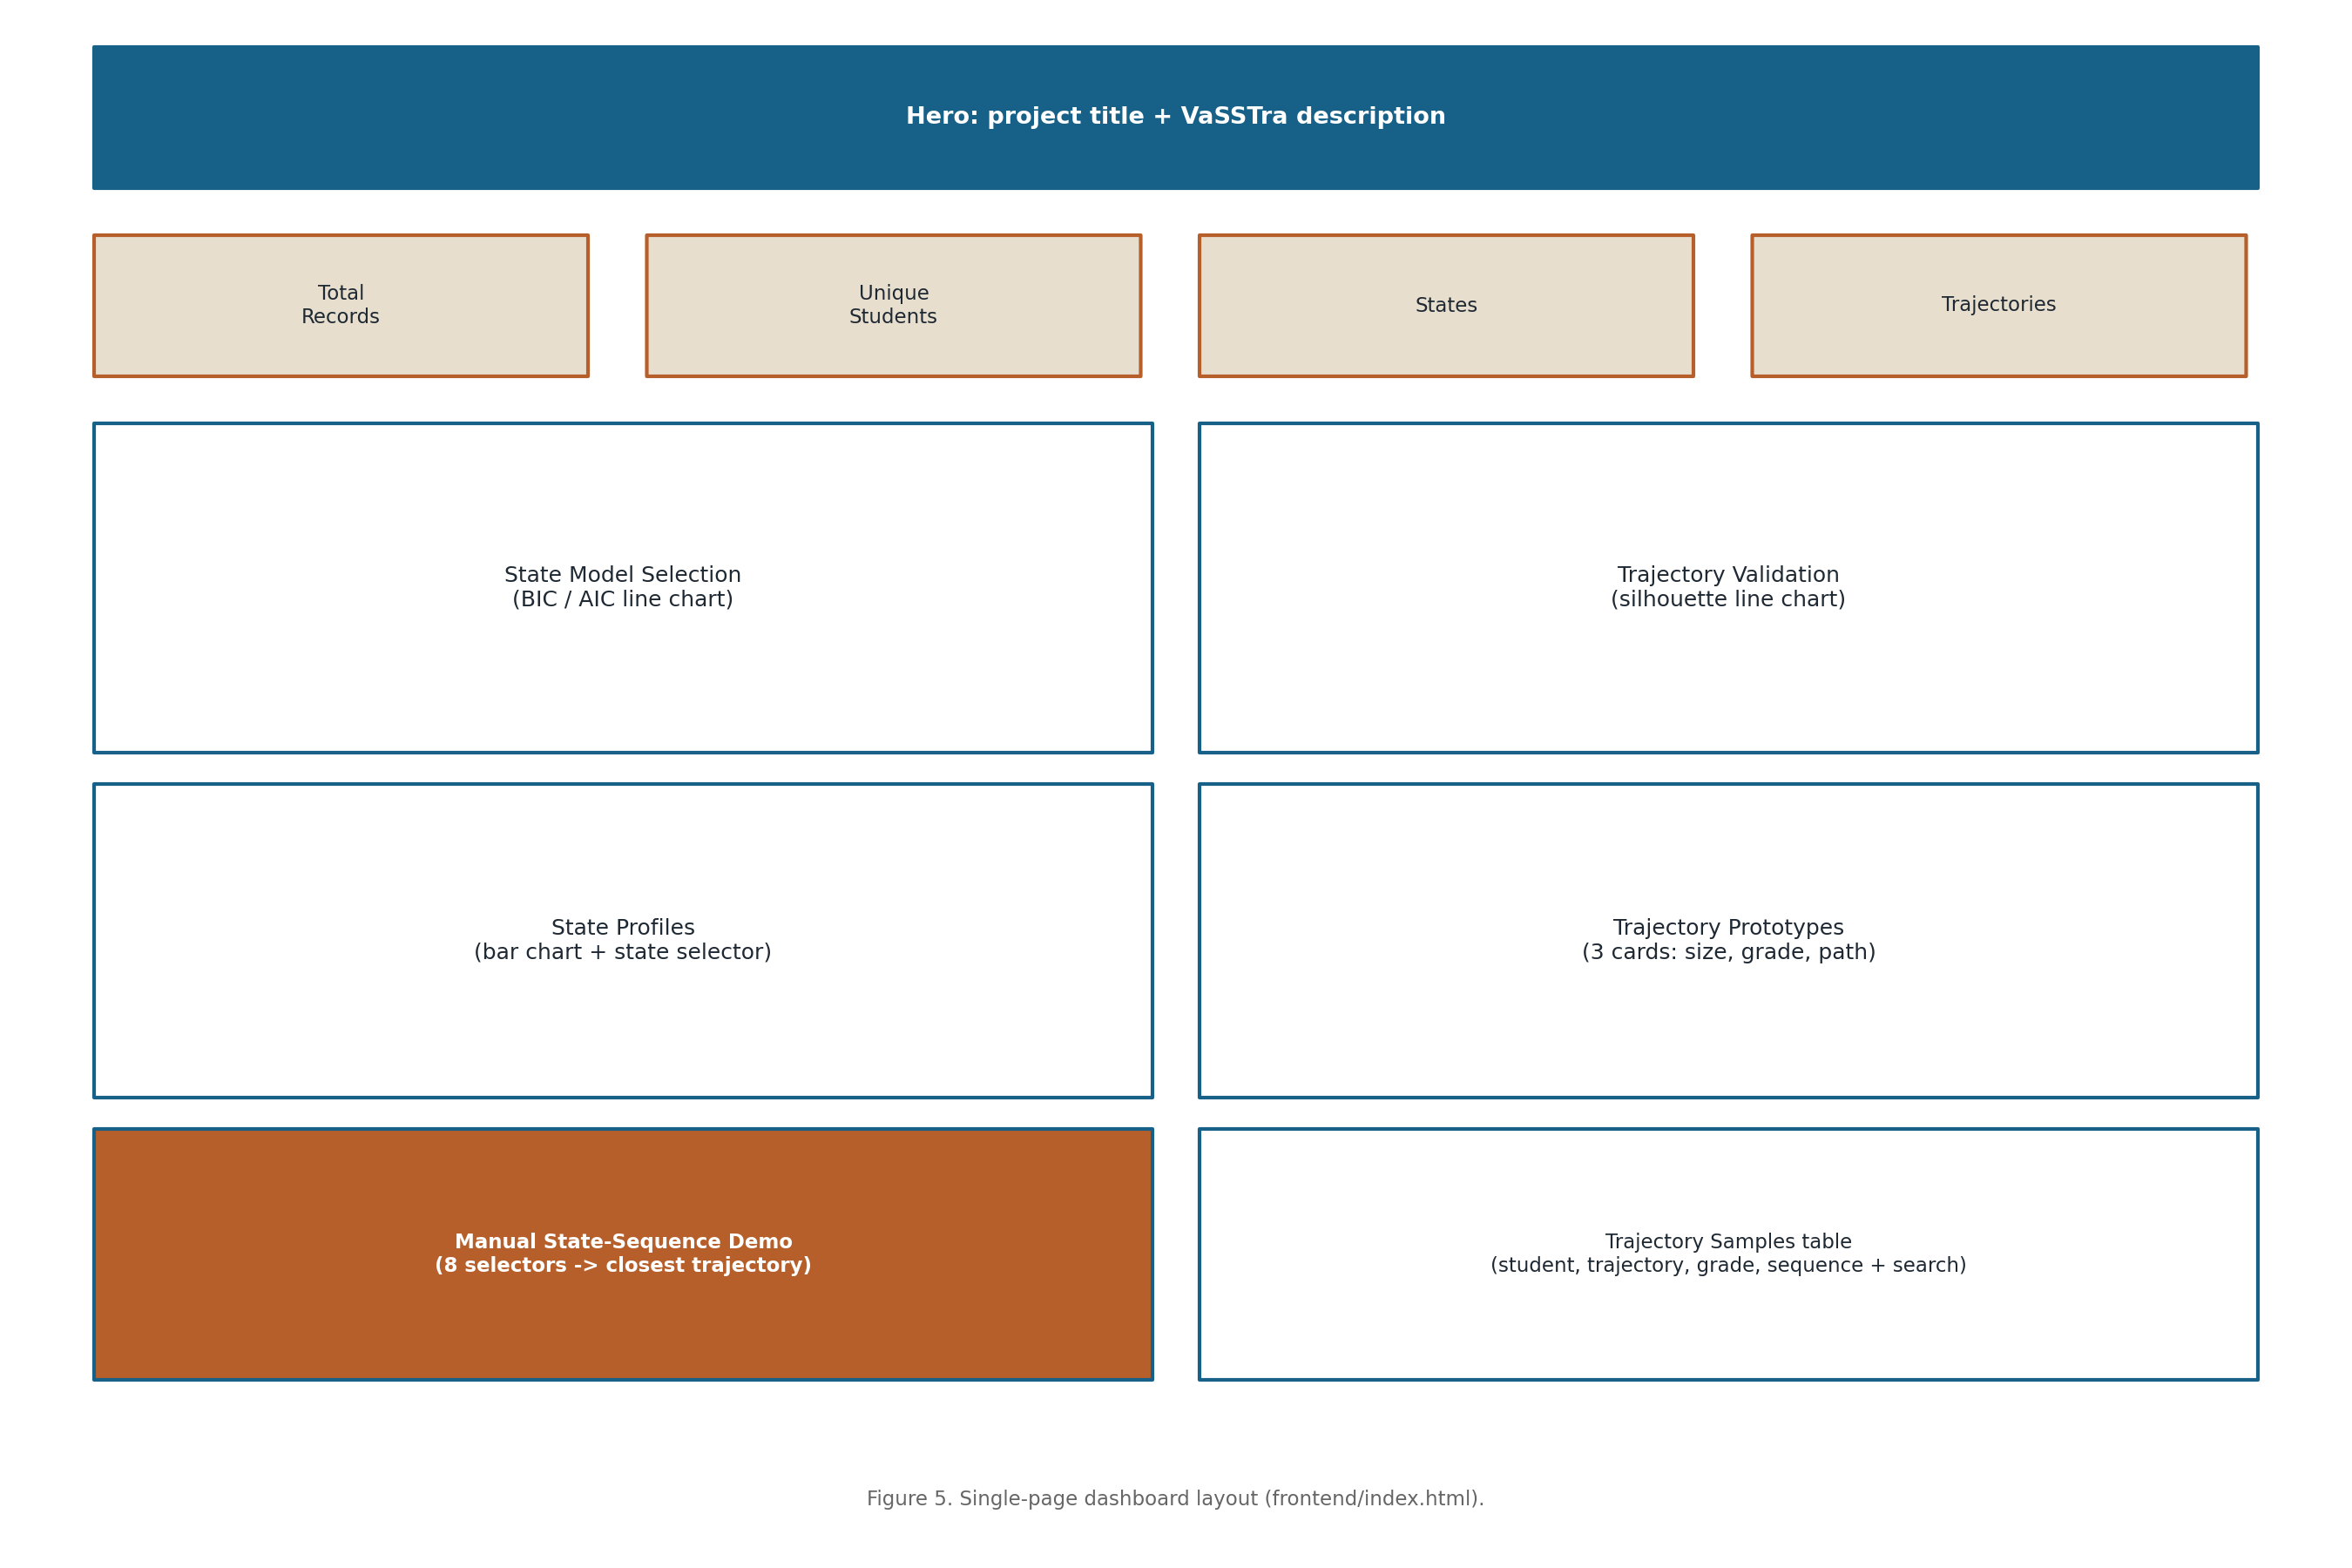 Hero: project title + VaSSTra description
Total
Records
Unique
Students
States
Trajectories
State Model Selection
(BIC / AIC line chart)
Trajectory Validation
(silhouette line chart)
State Profiles
(bar chart + state selector)
Trajectory Prototypes
(3 cards: size, grade, path)
Manual State-Sequence Demo
(8 selectors -> closest trajectory)
Trajectory Samples table
(student, trajectory, grade, sequence + search)
Figure 5. Single-page dashboard layout (frontend/index.html).